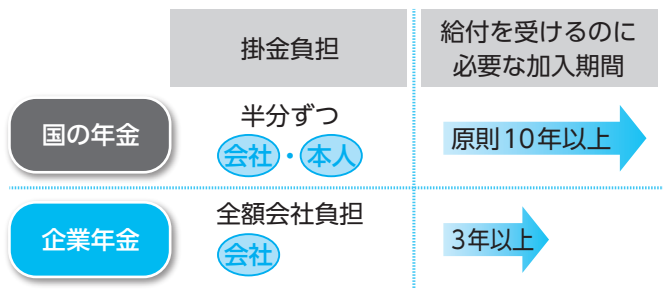 掛金負担
給付を受けるのに
必要な加入期間
国の年金
半分ずつ
会社・本人
原則10年以上
企業年金
全額会社負担
会社
3年以上